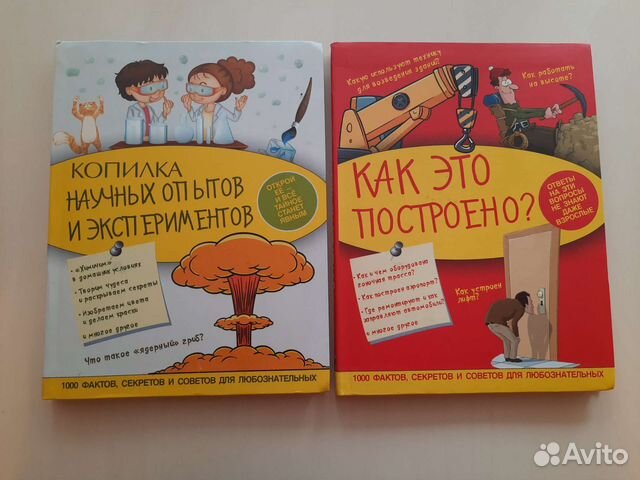 КОПИЛКА
НАУЧНЫХ ОПЫТОВ
И ЭКСПЕРИМЕНТОВ
ОТКРОЙ
ЕЁ –
И ВСЁ
ТАЙНОЕ
СТАНЕТ
ЯВНЫМ
• «Химичим»
в домашних условиях
• Творим чудеса
и раскрываем секреты
• Изобретаем цвета
и делаем краски
и многое другое
Что такое «ядерный» гриб?
1000 ФАКТОВ, СЕКРЕТОВ И СОВЕТОВ ДЛЯ ЛЮБОЗНАТЕЛЬНЫХ
Какую используют технику
для возведения зданий?
Как работать
на высоте?
КАК ЭТО
ПОСТРОЕНО?
ОТВЕТЫ
НА ЭТИ
ВОПРОСЫ
НЕ ЗНАЮТ
ДАЖЕ
ВЗРОСЛЫЕ
• Как и чем оборудована
гоночная трасса?
• Как построен аэропорт?
• Где ремонтируют и как
заправляют автомобили?
и многое другое
Как устроен
лифт?
1000 ФАКТОВ, СЕКРЕТОВ И СОВЕТОВ ДЛЯ ЛЮБОЗНАТЕЛЬНЫХ
Avito